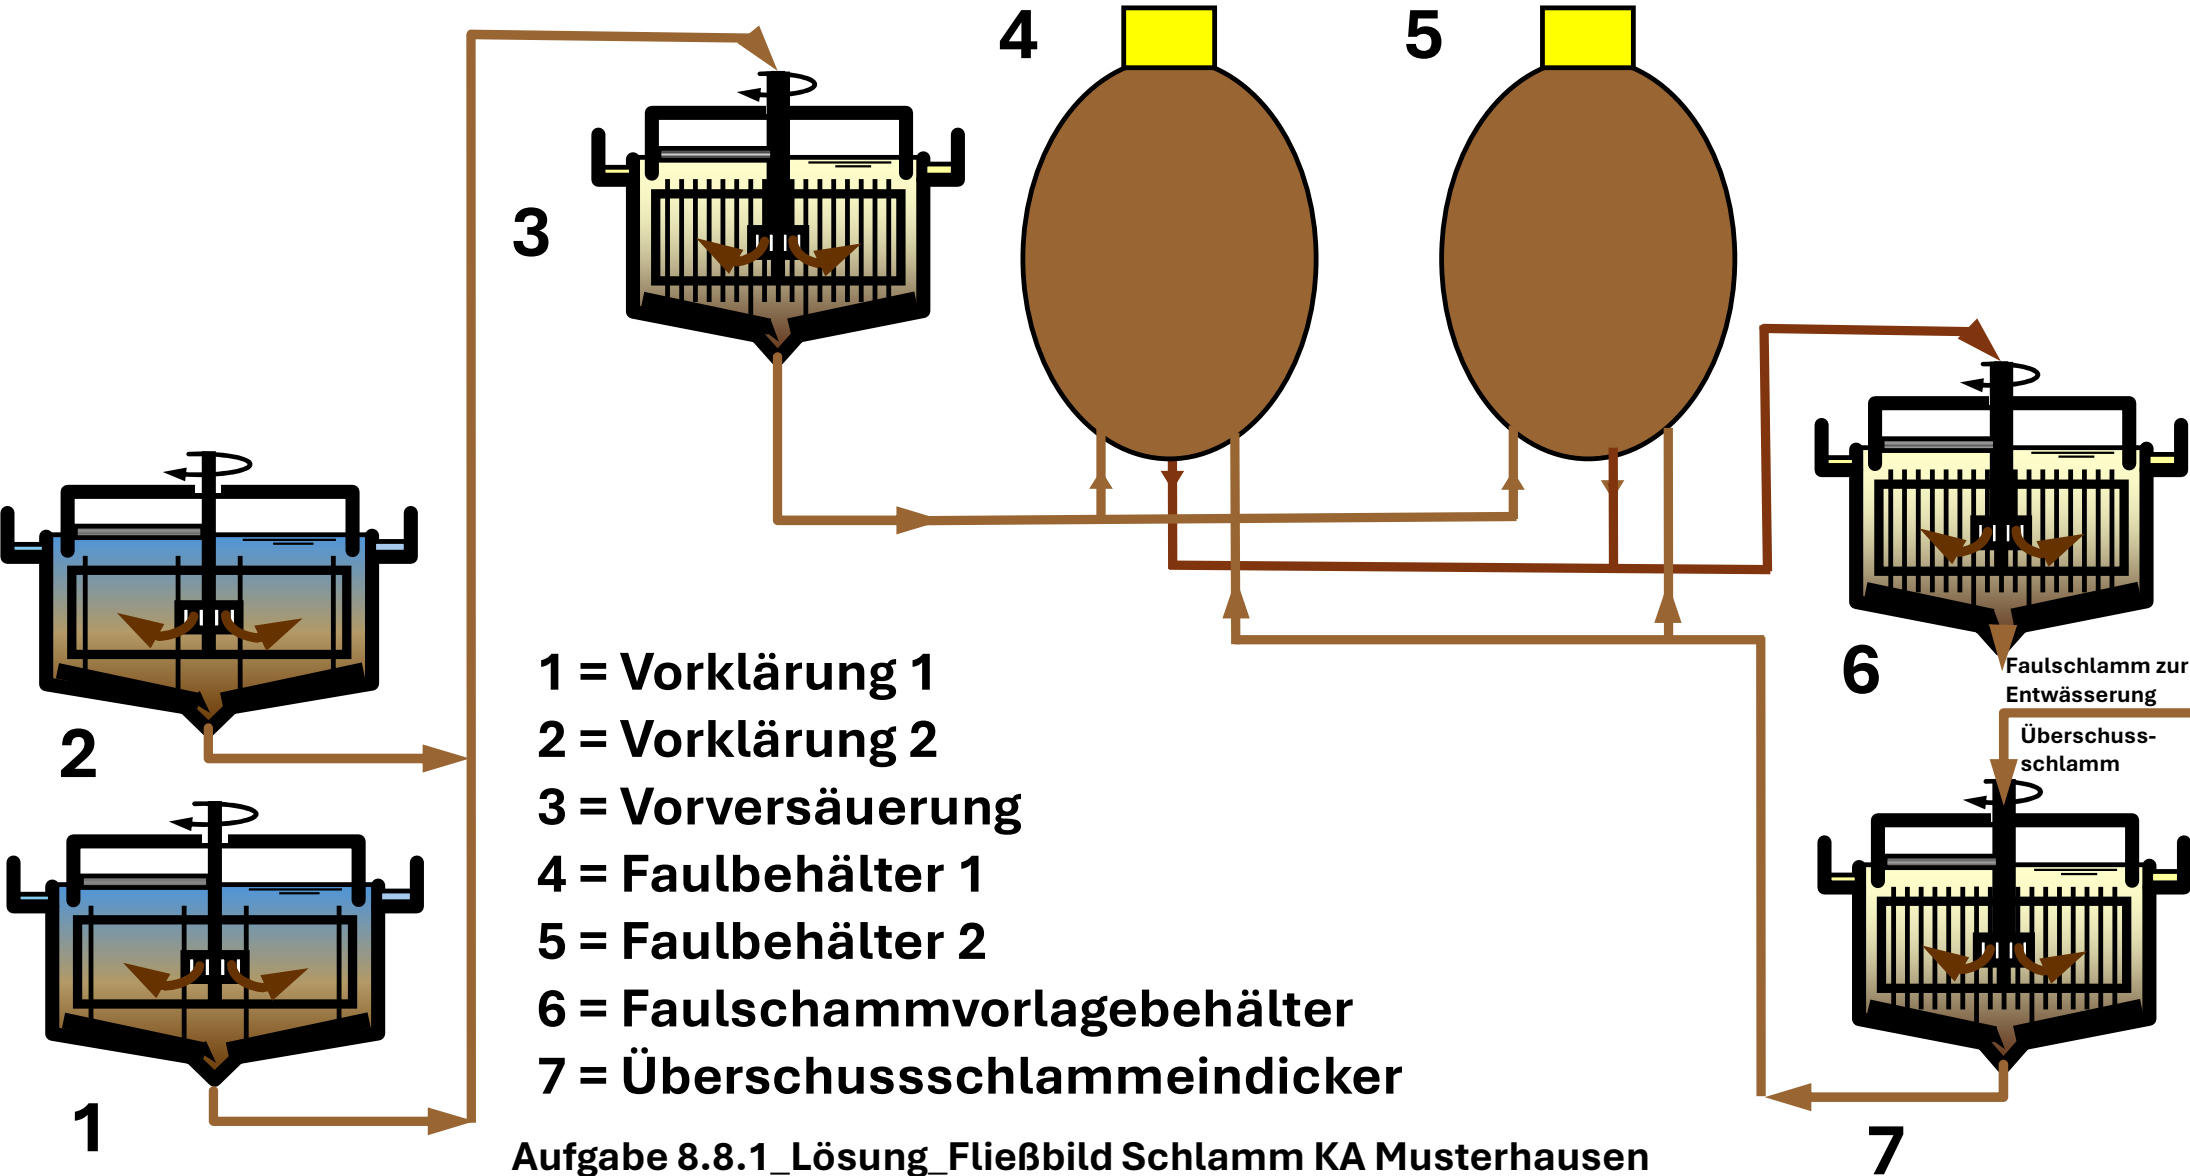 4
5
3
2
1
6
Faulschlamm zur
Entwässerung
Überschuss-
schlamm
7
1 = Vorklärung 1
2 = Vorklärung 2
3 = Vorversäuerung
4 = Faulbehälter 1
5 = Faulbehälter 2
6 = Faulschammvorlagebehälter
7 = Überschussschlammeindicker
Aufgabe 8.8.1_Lösung_Fließbild Schlamm KA Musterhausen